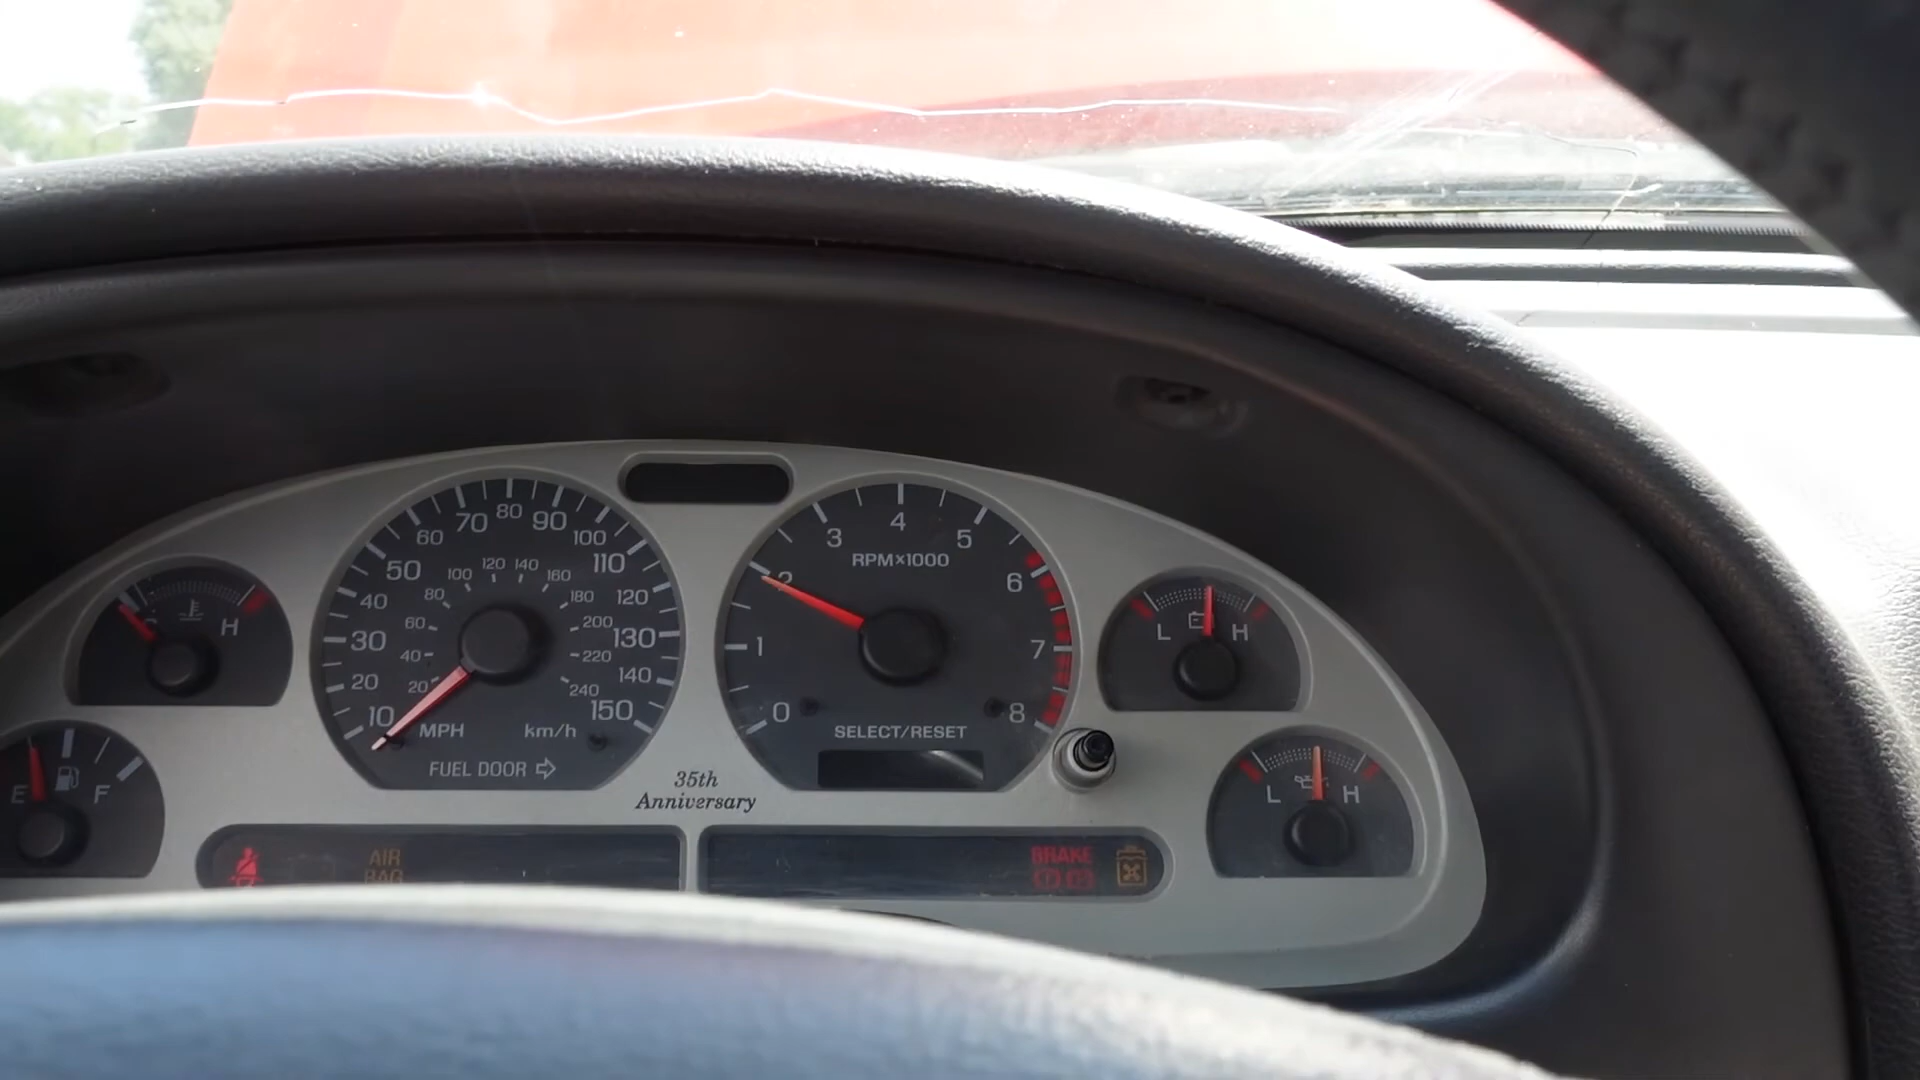 70 80 90
60 100
50 110
40 120
30 130
20 140
10 150
120 140
100 160
80 180
60 200
40 220
20 240
MPH km/h
FUEL DOOR
3 4 5
RPM×1000
2 6
1 7
0 8
SELECT/RESET
35th
Anniversary
H
E F
L H
L H
AIR
BAG
BRAKE